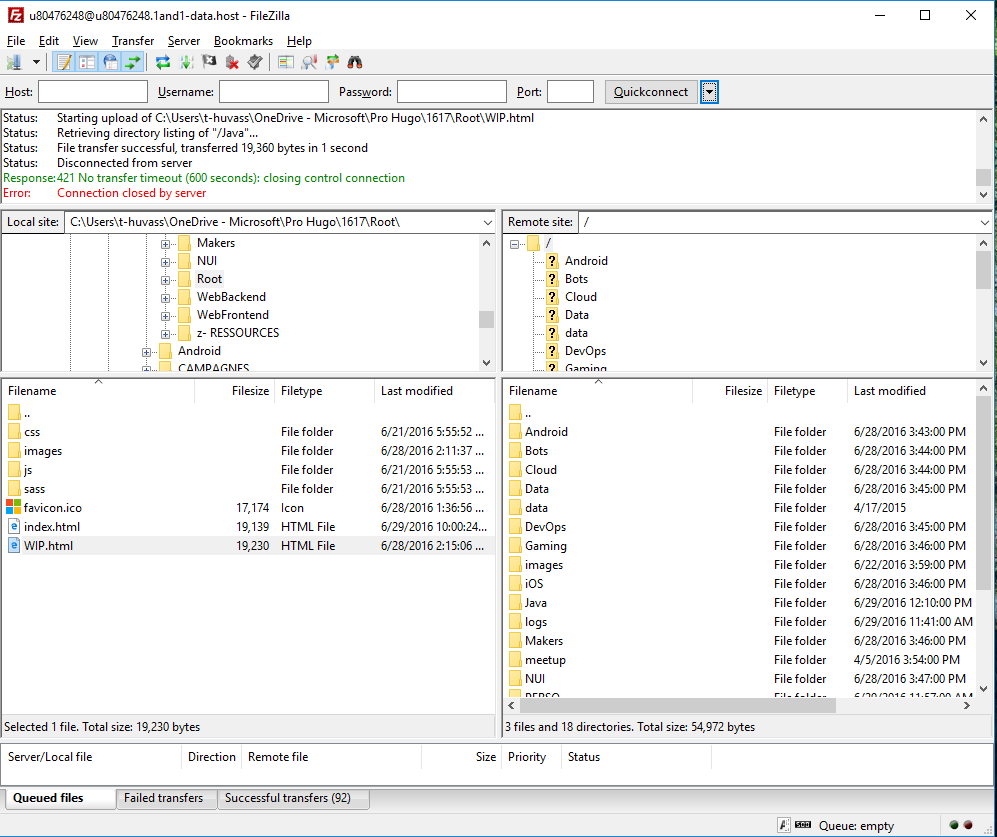 u80476248@u80476248.1and1-data.host - FileZilla
File Edit View Transfer Server Bookmarks Help
Host: Username: Password: Port: Quickconnect
Status: Starting upload of C:\Users\t-huvass\OneDrive - Microsoft\Pro Hugo\1617\Root\WIP.html
Status: Retrieving directory listing of "/Java"...
Status: File transfer successful, transferred 19,360 bytes in 1 second
Status: Disconnected from server
Response: 421 No transfer timeout (600 seconds): closing control connection
Error: Connection closed by server
Local site: C:\Users\t-huvass\OneDrive - Microsoft\Pro Hugo\1617\Root\
Makers
NUI
Root
WebBackend
WebFrontend
z- RESSOURCES
Android
CAMPAGNES
Remote site: /
/
Android
Bots
Cloud
Data
data
DevOps
Gaming
Filename Filesize Filetype Last modified
..
css File folder 6/21/2016 5:55:52 ...
images File folder 6/28/2016 2:11:37 ...
js File folder 6/21/2016 5:55:53 ...
sass File folder 6/21/2016 5:55:53 ...
favicon.ico 17,174 Icon 6/28/2016 1:36:56 ...
index.html 19,139 HTML File 6/29/2016 10:00:24...
WIP.html 19,230 HTML File 6/28/2016 2:15:06 ...
Selected 1 file. Total size: 19,230 bytes
Filename Filesize Filetype Last modified
..
Android File folder 6/28/2016 3:43:00 PM
Bots File folder 6/28/2016 3:44:00 PM
Cloud File folder 6/28/2016 3:44:00 PM
Data File folder 6/28/2016 3:45:00 PM
data File folder 4/17/2015
DevOps File folder 6/28/2016 3:45:00 PM
Gaming File folder 6/28/2016 3:46:00 PM
images File folder 6/22/2016 3:59:00 PM
iOS File folder 6/28/2016 3:46:00 PM
Java File folder 6/29/2016 12:10:00 PM
logs File folder 6/29/2016 11:41:00 AM
Makers File folder 6/28/2016 3:46:00 PM
meetup File folder 4/5/2016 3:54:00 PM
NUI File folder 6/28/2016 3:47:00 PM
PERSO File folder 6/29/2016 11:57:00 AM
3 files and 18 directories. Total size: 54,972 bytes
Server/Local file Direction Remote file Size Priority Status
Queued files Failed transfers Successful transfers (92)
Queue: empty